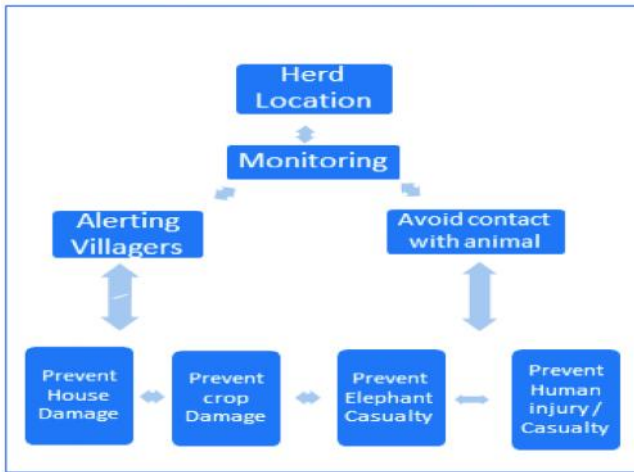 Herd
Location
Monitoring
Alerting
Villagers
Avoid contact
with animal
Prevent
House
Damage
Prevent
crop
Damage
Prevent
Elephant
Casualty
Prevent
Human
injury /
Casualty